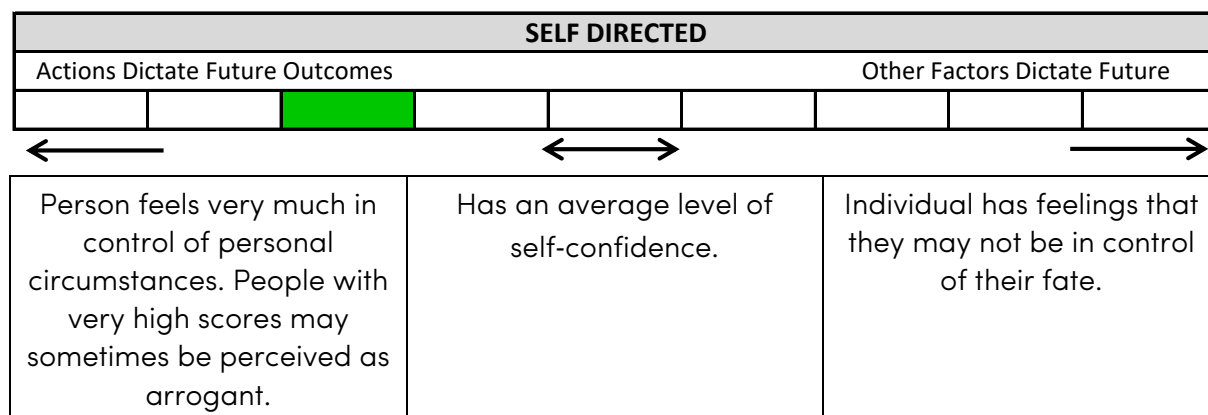 SELF DIRECTED
Actions Dictate Future Outcomes
Other Factors Dictate Future
Person feels very much in
control of personal
circumstances. People with
very high scores may
sometimes be perceived as
arrogant.
Has an average level of
self-confidence.
Individual has feelings that
they may not be in control
of their fate.